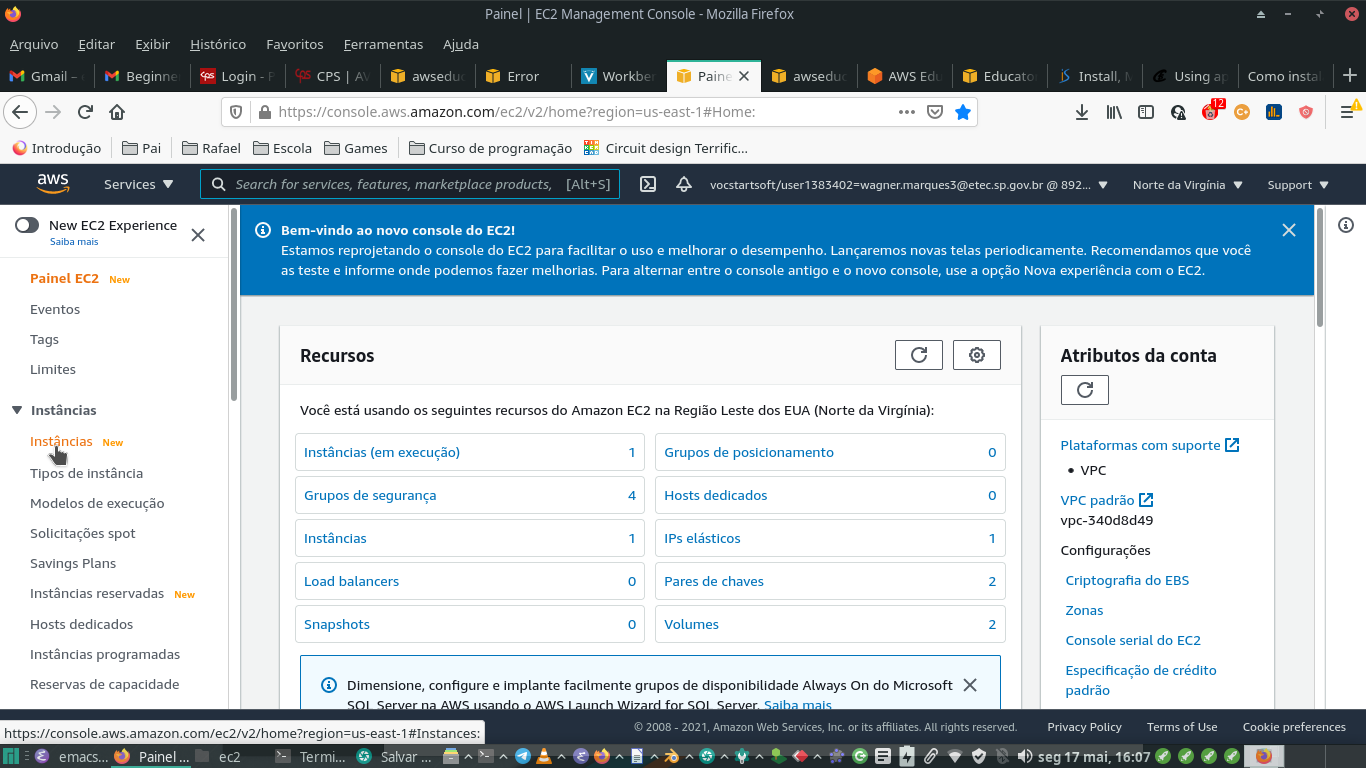 Painel | EC2 Management Console - Mozilla Firefox
Arquivo Editar Exibir Histórico Favoritos Ferramentas Ajuda
Gmail – Beginne Login - CPS | AV awseduc Error Workbe Paine awseduc AWS Edu Educato Install, Using ap Como insta
https://console.aws.amazon.com/ec2/v2/home?region=us-east-1#Home:
12
Introdução Pai Rafael Escola Games Curso de programação Circuit design Terrific…
aws Services Search for services, features, marketplace products, [Alt+S] vocstartsoft/user1383402=wagner.marques3@etec.sp.gov.br @ 892... Norte da Virgínia Support
New EC2 Experience
Saiba mais
Painel EC2 New
Eventos
Tags
Limites
Instâncias
Instâncias New
Tipos de instância
Modelos de execução
Solicitações spot
Savings Plans
Instâncias reservadas New
Hosts dedicados
Instâncias programadas
Reservas de capacidade
Bem-vindo ao novo console do EC2!
Estamos reprojetando o console do EC2 para facilitar o uso e melhorar o desempenho. Lançaremos novas telas periodicamente. Recomendamos que você
as teste e informe onde podemos fazer melhorias. Para alternar entre o console antigo e o novo console, use a opção Nova experiência com o EC2.
Recursos
Você está usando os seguintes recursos do Amazon EC2 na Região Leste dos EUA (Norte da Virgínia):
Instâncias (em execução) 1 Grupos de posicionamento 0
Grupos de segurança 4 Hosts dedicados 0
Instâncias 1 IPs elásticos 1
Load balancers 0 Pares de chaves 2
Snapshots 0 Volumes 2
Dimensione, configure e implante facilmente grupos de disponibilidade Always On do Microsoft
SQL Server na AWS usando o AWS Launch Wizard for SQL Server. Saiba mais
Atributos da conta
Plataformas com suporte
• VPC
VPC padrão
vpc-340d8d49
Configurações
Criptografia do EBS
Zonas
Console serial do EC2
Especificação de crédito
padrão
© 2008 - 2021, Amazon Web Services, Inc. or its affiliates. All rights reserved. Privacy Policy Terms of Use Cookie preferences
https://console.aws.amazon.com/ec2/v2/home?region=us-east-1#Instances:
emacs... Painel ... ec2 Termi... Salvar ... seg 17 mai, 16:07